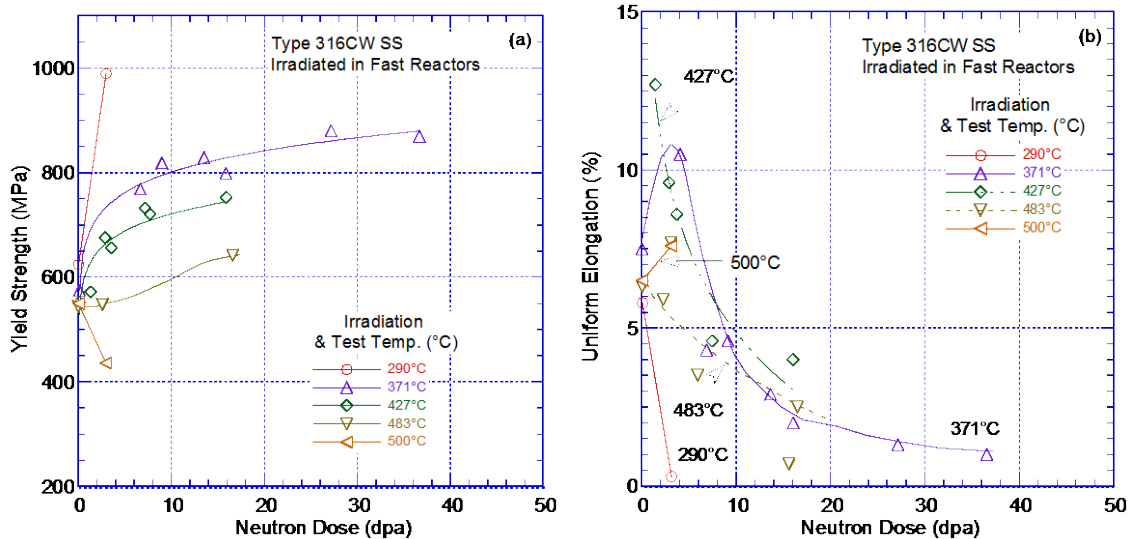 (a)
Type 316CW SS
Irradiated in Fast Reactors
Yield Strength (MPa)
1000
800
600
400
200
Irradiation
& Test Temp. (°C)
290°C
371°C
427°C
483°C
500°C
0 10 20 30 40 50
Neutron Dose (dpa)
(b)
Type 316CW SS
Irradiated in Fast Reactors
Uniform Elongation (%)
15
10
5
0
427°C
Irradiation
& Test Temp. (°C)
290°C
371°C
427°C
483°C
500°C
500°C
483°C
290°C
371°C
0 10 20 30 40 50
Neutron Dose (dpa)